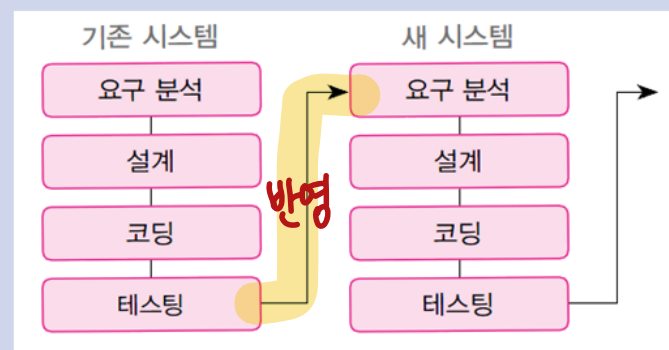 기존 시스템
요구 분석
설계
코딩
테스팅
반영
새 시스템
요구 분석
설계
코딩
테스팅